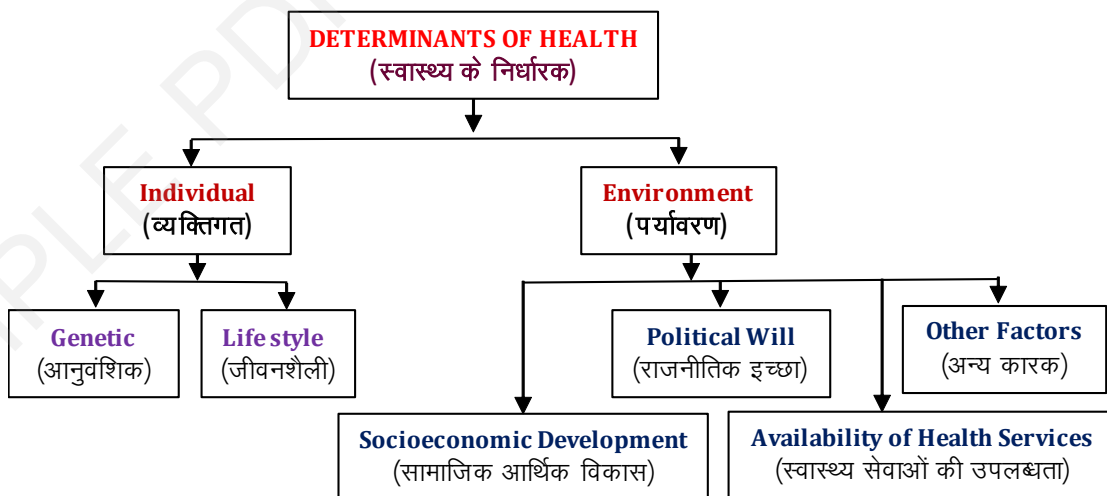 DETERMINANTS OF HEALTH
(स्वास्थ्य के निर्धारक)
Individual
(व्यक्तिगत)
Environment
(पर्यावरण)
Genetic
(आनुवंशिक)
Life style
(जीवनशैली)
Political Will
(राजनीतिक इच्छा)
Other Factors
(अन्य कारक)
Socioeconomic Development
(सामाजिक आर्थिक विकास)
Availability of Health Services
(स्वास्थ्य सेवाओं की उपलब्धता)